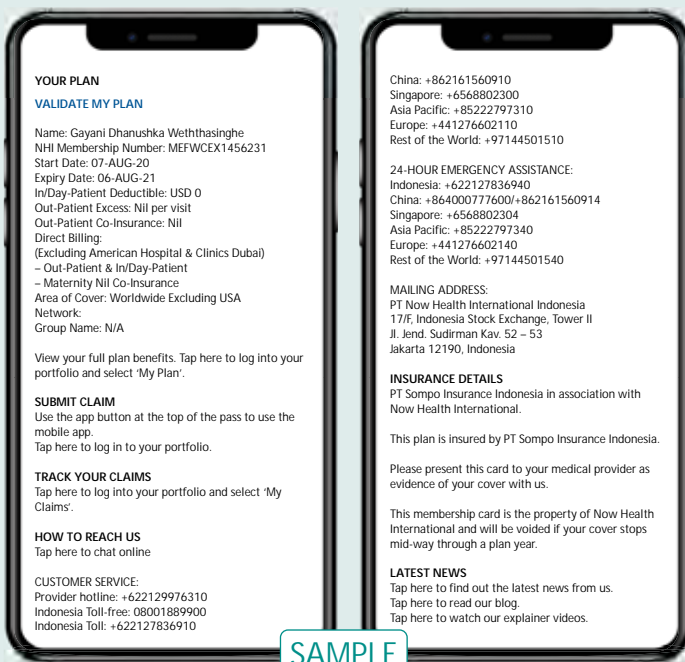 YOUR PLAN
VALIDATE MY PLAN
Name: Gayani Dhanushka Weththasinghe
NHI Membership Number: MEFWCEX1456231
Start Date: 07-AUG-20
Expiry Date: 06-AUG-21
In/Day-Patient Deductible: USD 0
Out-Patient Excess: Nil per visit
Out-Patient Co-Insurance: Nil
Direct Billing:
(Excluding American Hospital & Clinics Dubai)
– Out-Patient & In/Day-Patient
– Maternity Nil Co-Insurance
Area of Cover: Worldwide Excluding USA
Network:
Group Name: N/A
View your full plan benefits. Tap here to log into your
portfolio and select ‘My Plan’.
SUBMIT CLAIM
Use the app button at the top of the pass to use the
mobile app.
Tap here to log in to your portfolio.
TRACK YOUR CLAIMS
Tap here to log into your portfolio and select ‘My
Claims’.
HOW TO REACH US
Tap here to chat online
CUSTOMER SERVICE:
Provider hotline: +622129976310
Indonesia Toll-free: 08001889900
Indonesia Toll: +622127836910
China: +862161560910
Singapore: +6568802300
Asia Pacific: +85222797310
Europe: +441276602110
Rest of the World: +97144501510
24-HOUR EMERGENCY ASSISTANCE:
Indonesia: +622127836940
China: +864000777600/+862161560914
Singapore: +6568802304
Asia Pacific: +85222797340
Europe: +441276602140
Rest of the World: +97144501540
MAILING ADDRESS:
PT Now Health International Indonesia
17/F, Indonesia Stock Exchange, Tower II
Jl. Jend. Sudirman Kav. 52 – 53
Jakarta 12190, Indonesia
INSURANCE DETAILS
PT Sompo Insurance Indonesia in association with
Now Health International.
This plan is insured by PT Sompo Insurance Indonesia.
Please present this card to your medical provider as
evidence of your cover with us.
This membership card is the property of Now Health
International and will be voided if your cover stops
mid-way through a plan year.
LATEST NEWS
Tap here to find out the latest news from us.
Tap here to read our blog.
Tap here to watch our explainer videos.
SAMPLE